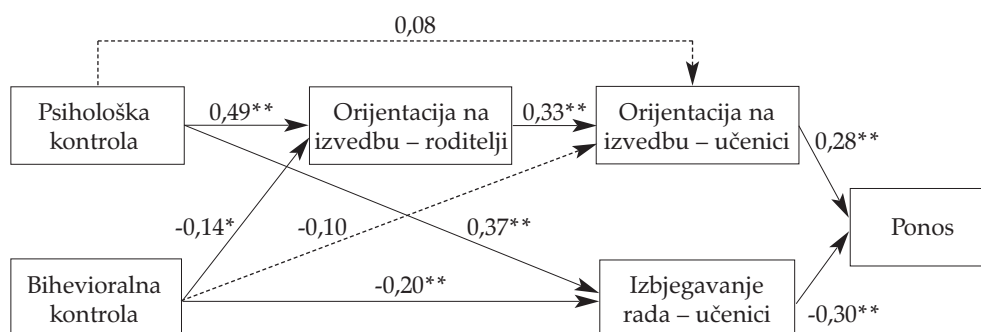 0,08
Psihološka
kontrola
0,49**
Orijentacija na
izvedbu – roditelji
0,33**
Orijentacija na
izvedbu – učenici
0,28**
Ponos
-0,14*
-0,10
0,37**
Bihevioralna
kontrola
-0,20**
Izbjegavanje
rada – učenici
-0,30**